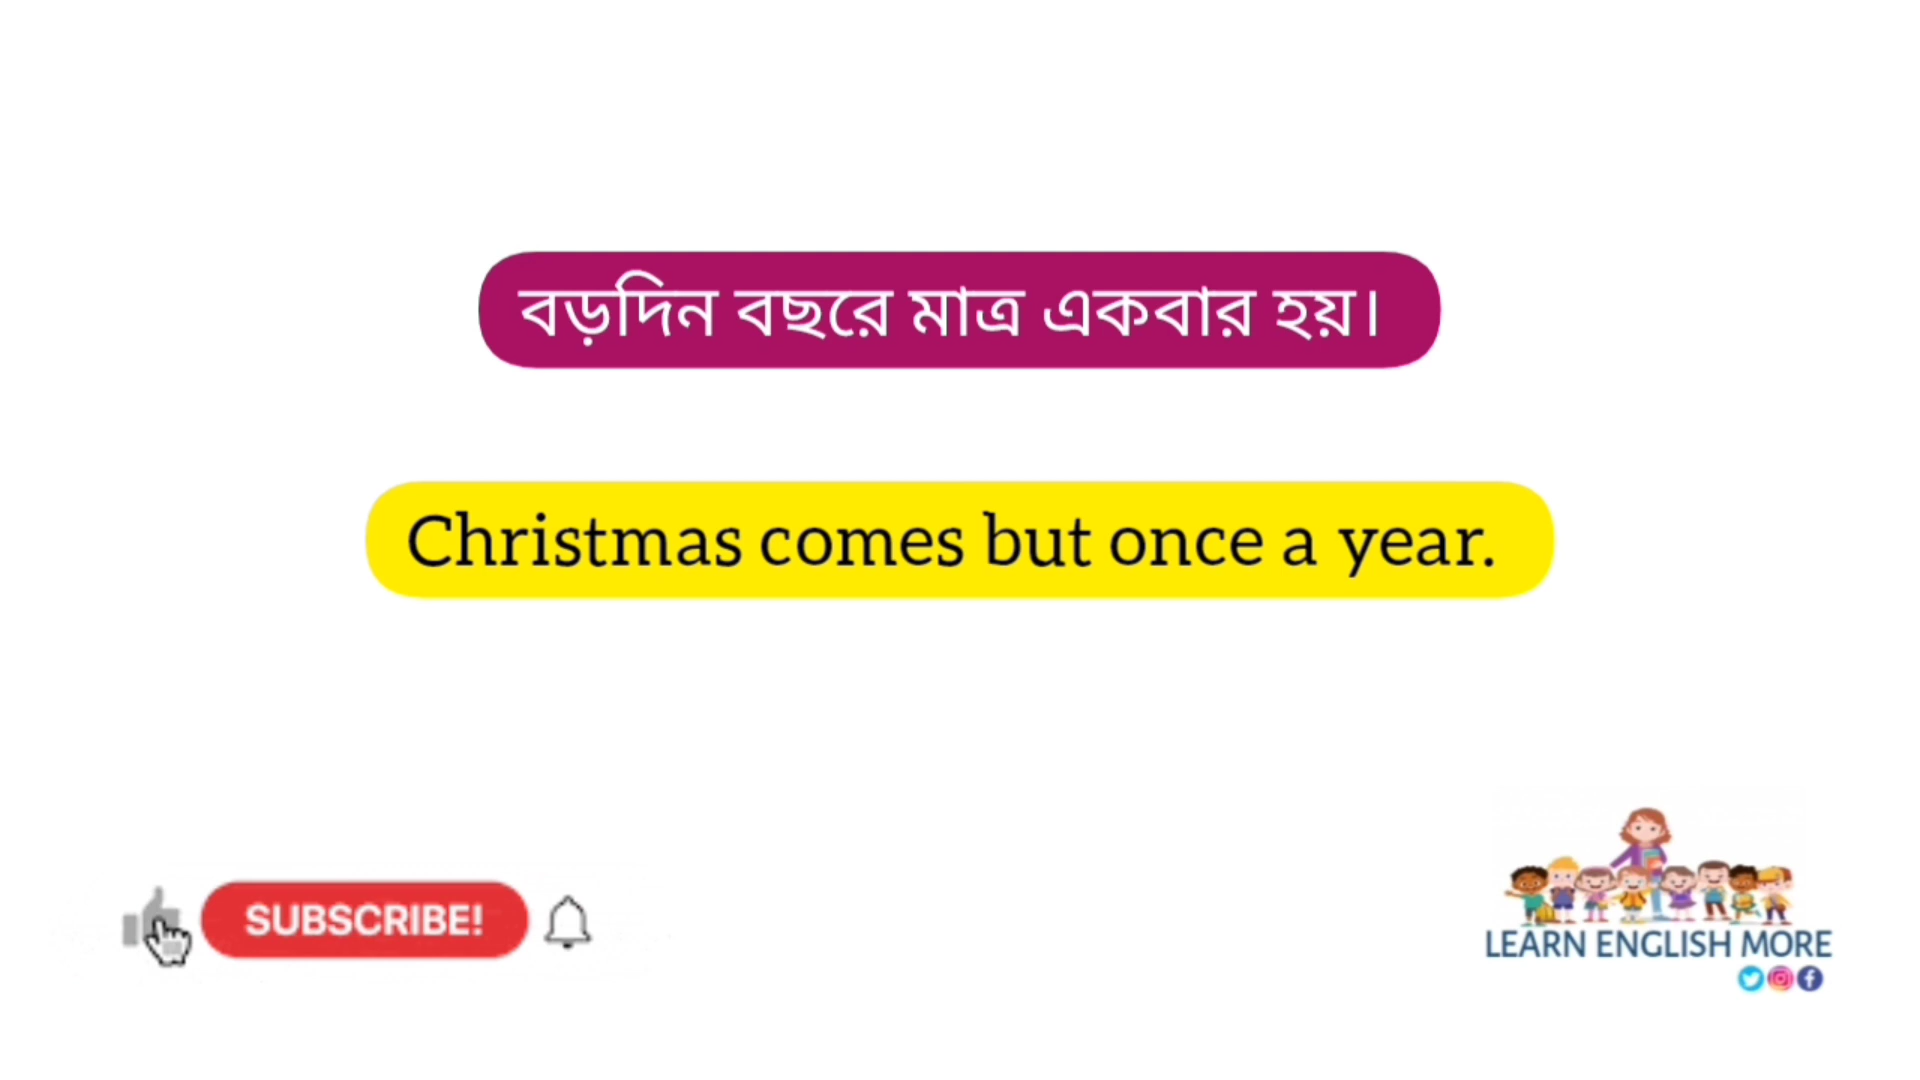 বড়দিন বছরে মাত্র একবার হয়।
Christmas comes but once a year.
SUBSCRIBE!
LEARN ENGLISH MORE